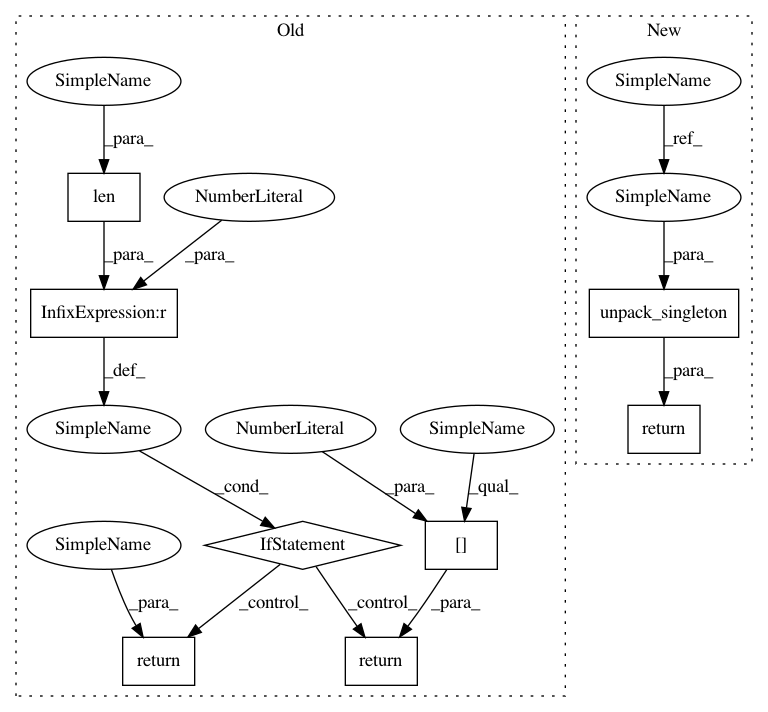 Old
New
SimpleName
SimpleName
_para_
_ref_
len
NumberLiteral
SimpleName
_para_
_para_
_para_
InfixExpression:r
unpack_singleton
_def_
_para_
SimpleName
NumberLiteral
SimpleName
return
_cond_
_para_
_qual_
SimpleName
IfStatement
[]
_para_
_control_
_control_
_para_
return
return